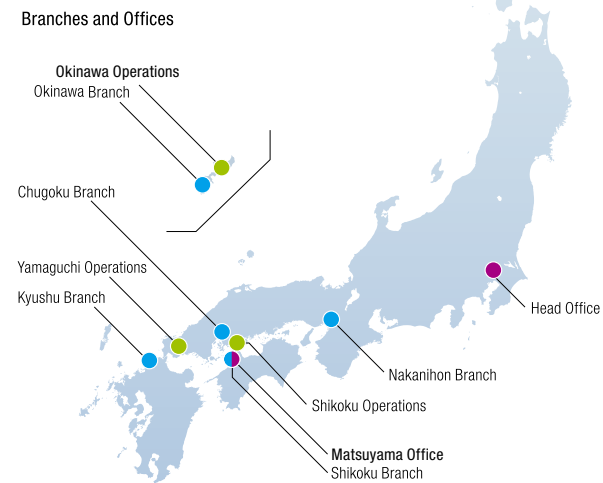 Branches and Offices
Okinawa Operations
Okinawa Branch
Chugoku Branch
Yamaguchi Operations
Kyushu Branch
Head Office
Nakanihon Branch
Shikoku Operations
Matsuyama Office
Shikoku Branch